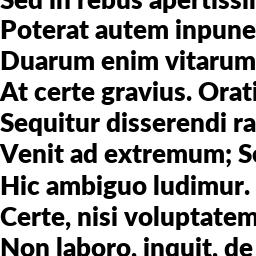 Sed in rebus apertissi
Poterat autem inpune
Duarum enim vitarum
At certe gravius. Orati
Sequitur disserendi ra
Venit ad extremum; Se
Hic ambiguo ludimur.
Certe, nisi voluptatem
Non laboro, inquit, de